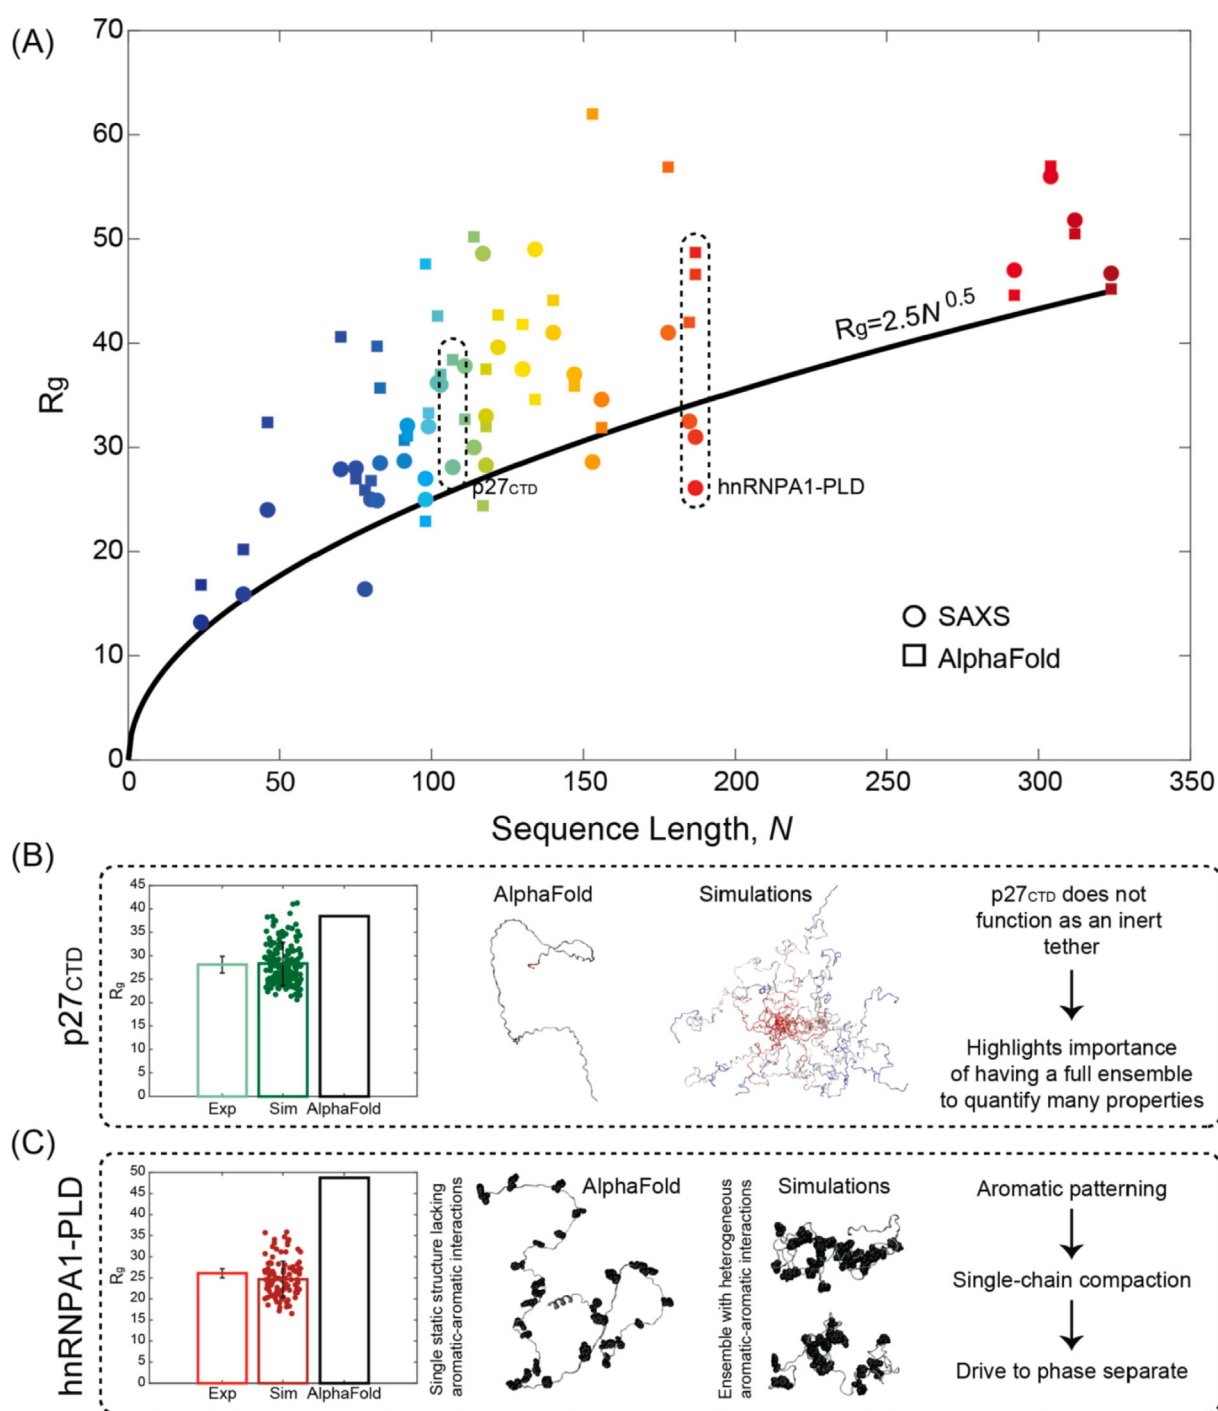 (A)
70
60
50
40
30
20
10
0
Rg
0 50 100 150 200 250 300 350
Sequence Length, N
Rg=2.5N^0.5
p27CTD
hnRNPA1-PLD
SAXS
AlphaFold
(B)
p27CTD
45
40
35
30
25
20
15
10
5
0
Rg
Exp Sim AlphaFold
AlphaFold
Simulations
p27CTD does not
function as an inert
tether
Highlights importance
of having a full ensemble
to quantify many properties
(C)
hnRNPA1-PLD
50
45
40
35
30
25
20
15
10
5
0
Rg
Exp Sim AlphaFold
Single static structure lacking
aromatic-aromatic interactions
AlphaFold
Ensemble with heterogeneous
aromatic-aromatic interactions
Simulations
Aromatic patterning
Single-chain compaction
Drive to phase separate